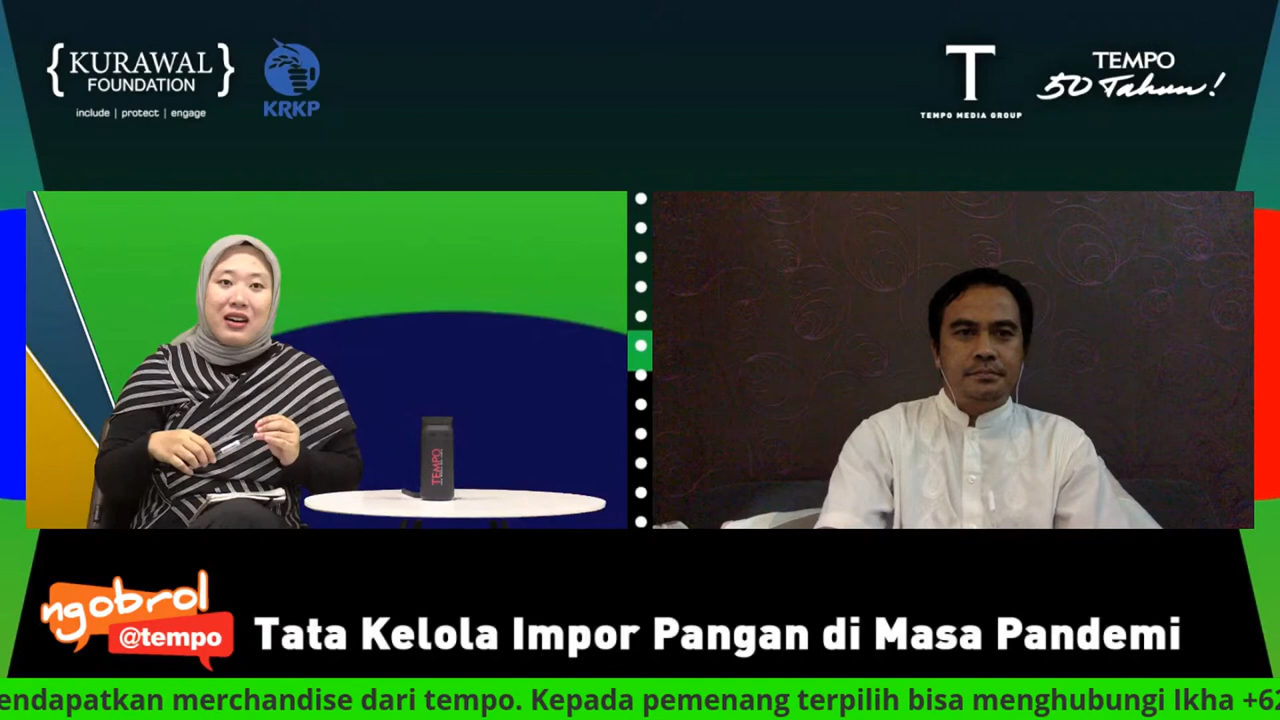 { KURAWAL }
FOUNDATION
include | protect | engage
KRKP
T
TEMPO MEDIA GROUP
TEMPO
50 Tahun!
TEMPO
ngobrol
@tempo
Tata Kelola Impor Pangan di Masa Pandemi
endapatkan merchandise dari tempo. Kepada pemenang terpilih bisa menghubungi Ikha +62